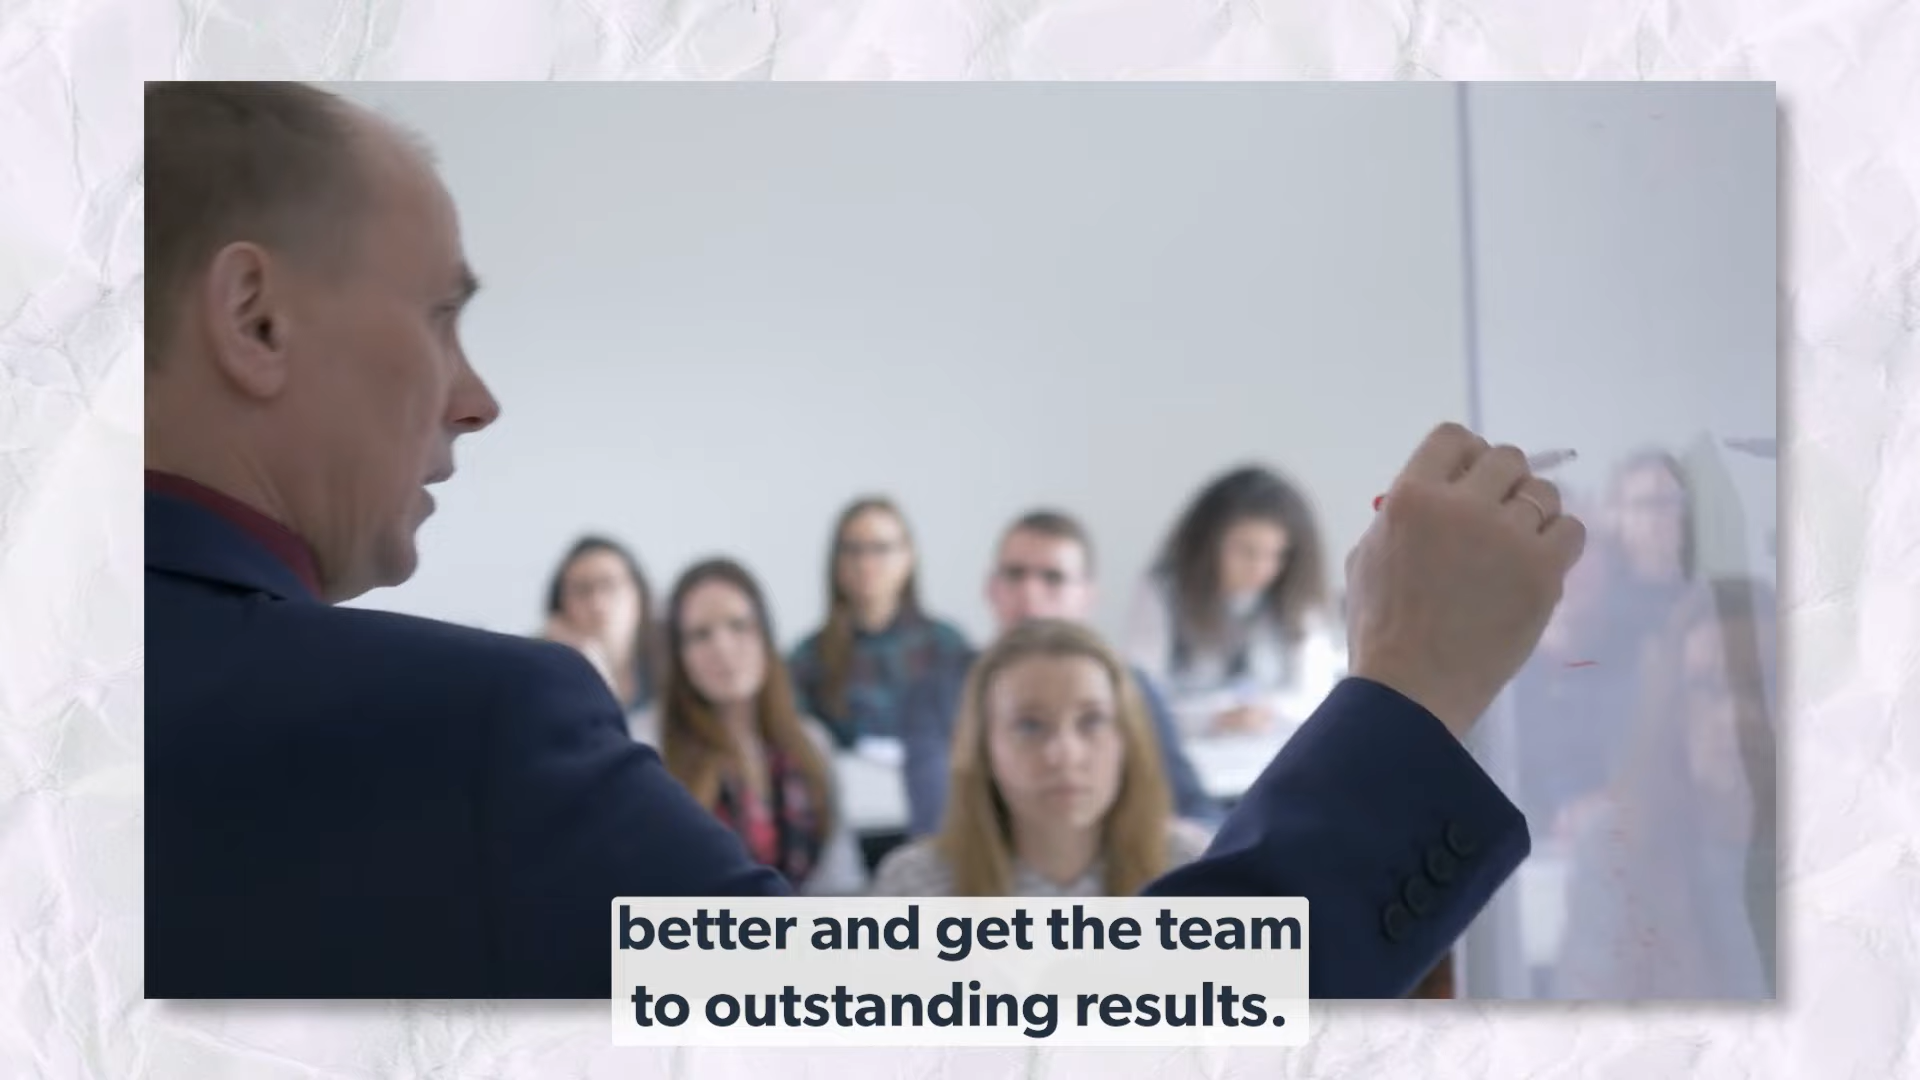 better and get the team
to outstanding results.